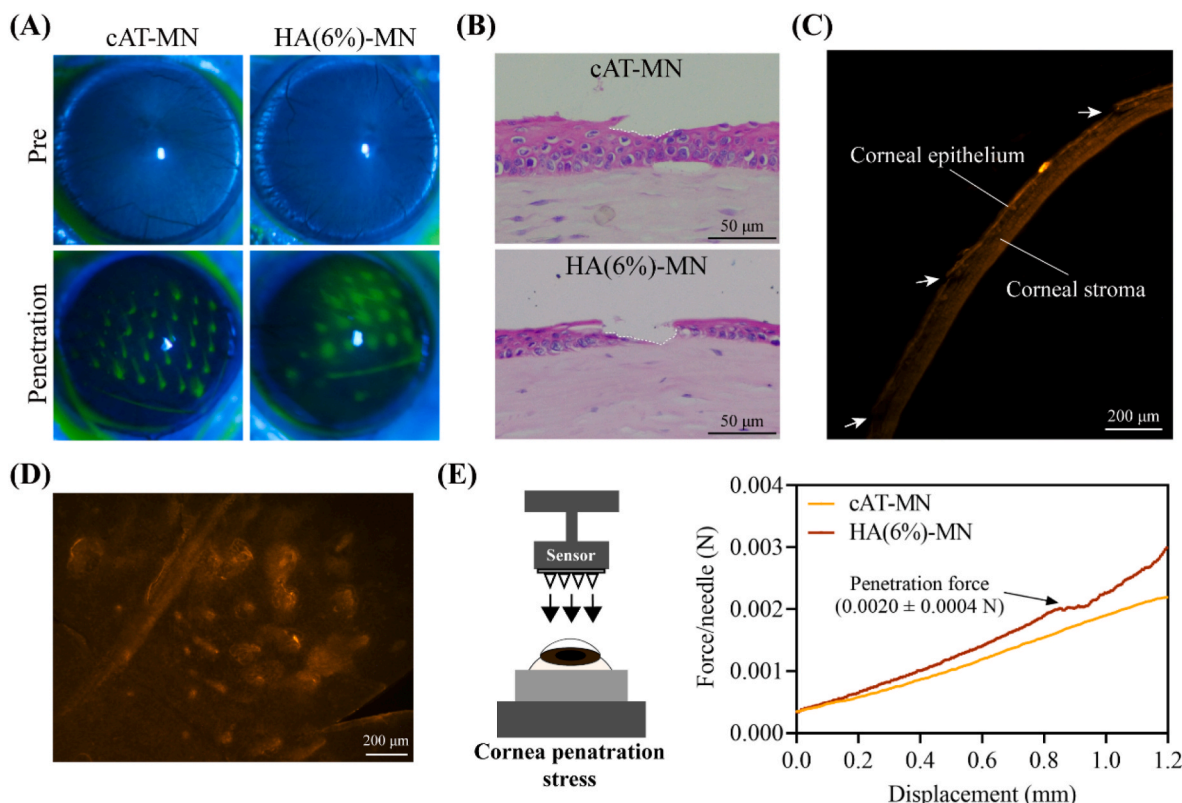 (A)
cAT-MN
HA(6%)-MN
Pre
Penetration
(B)
cAT-MN
50 μm
HA(6%)-MN
50 μm
(C)
Corneal epithelium
Corneal stroma
200 μm
(D)
200 μm
(E)
Sensor
Cornea penatration
stress
Force/needle (N)
0.004
0.003
0.002
0.001
0.000
cAT-MN
HA(6%)-MN
Penetration force
(0.0020 ± 0.0004 N)
0.0 0.2 0.4 0.6 0.8 1.0 1.2
Displacement (mm)